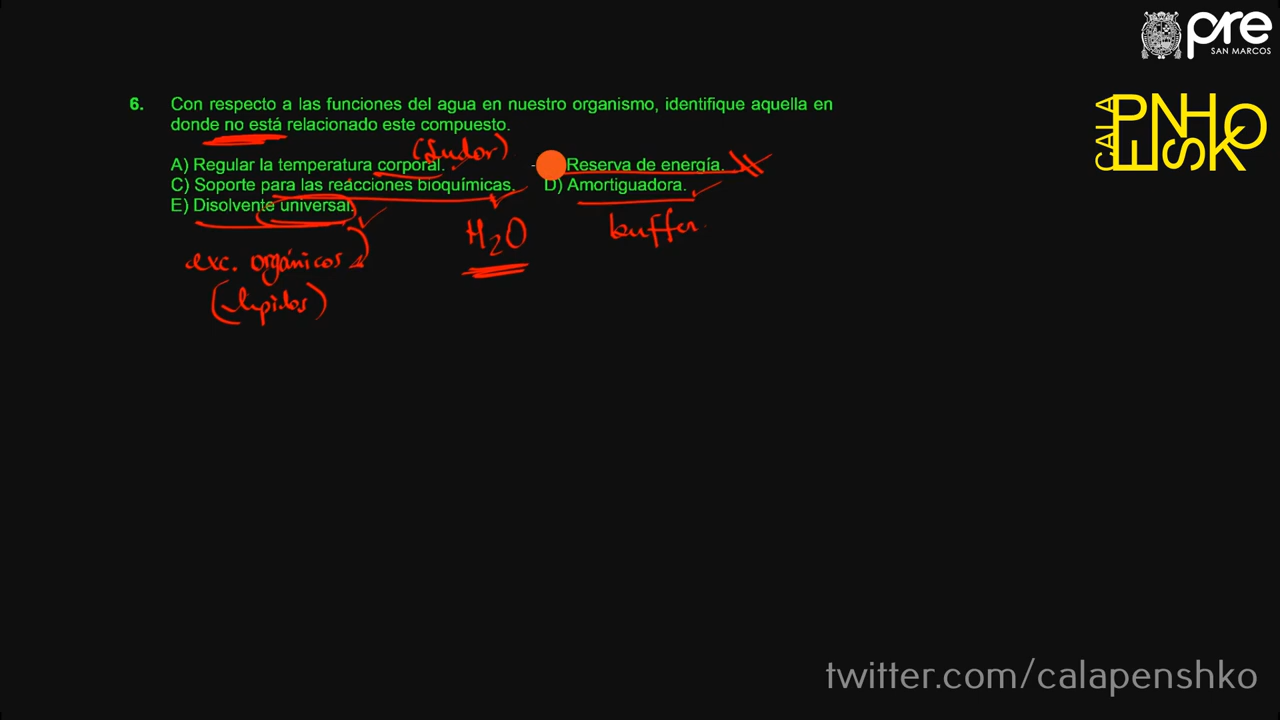 pre
SAN MARCOS
CALA
PENSHKO
6. Con respecto a las funciones del agua en nuestro organismo, identifique aquella en
donde no está relacionado este compuesto.
(Sudor)
A) Regular la temperatura corporal. Reserva de energía.
C) Soporte para las reacciones bioquímicas. D) Amortiguadora.
E) Disolvente universal.
H2O buffer
exc. orgánicos
(lípidos)
twitter.com/calapenshko